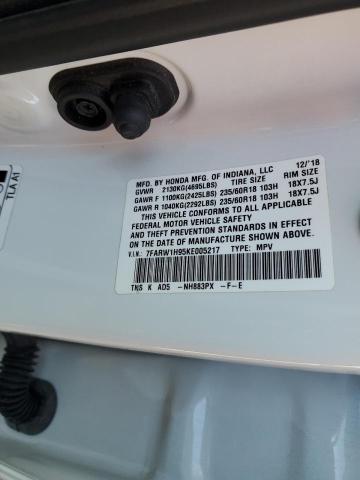 MFD. BY HONDA MFG. OF INDIANA, LLC 12/'18
GVWR 2130KG(4695LBS) TIRE SIZE RIM SIZE
GAWR F 1100KG(2425LBS) 235/60R18 103H 18X7.5J
GAWR R 1040KG(2292LBS) 235/60R18 103H 18X7.5J
THIS VEHICLE CONFORMS TO ALL APPLICABLE
FEDERAL MOTOR VEHICLE SAFETY
AND THEFT PREVENTION STANDARDS IN EFFECT
ON THE DATE OF MANUFACTURE SHOWN ABOVE.
V.I.N.: 7FARW1H95KE005217 TYPE: MPV
K AD5 -NH883PX -F-E
TLA A1